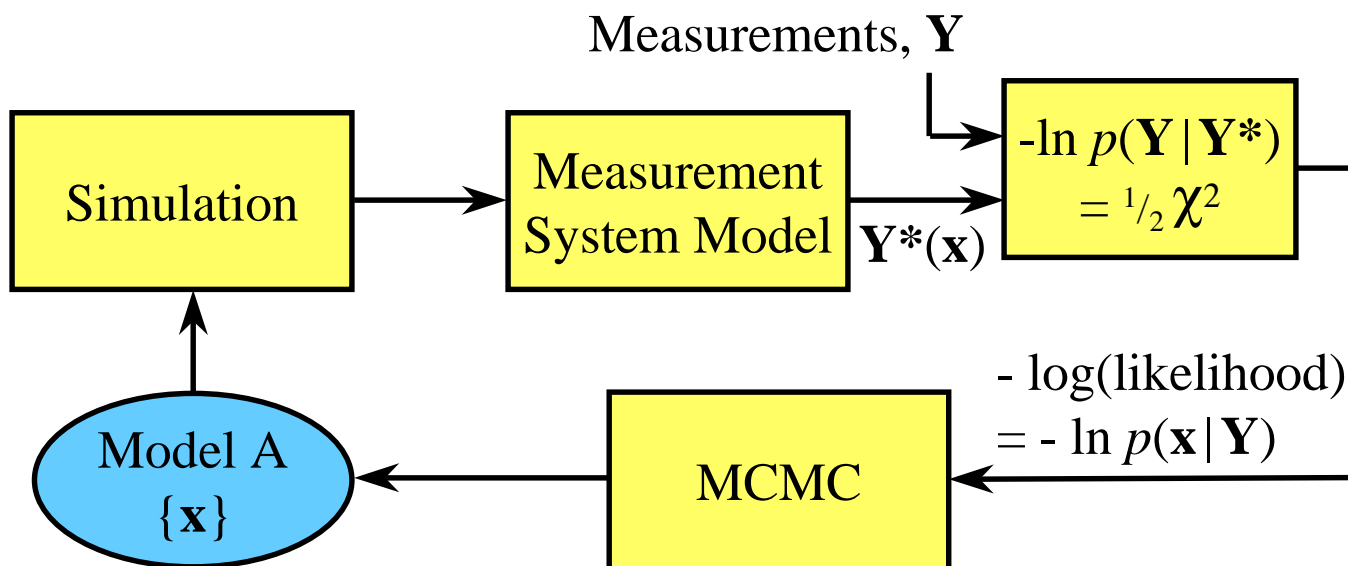 Measurements, Y
Simulation
Measurement
System Model
Y*(x)
-ln p(Y|Y*)
= 1/2 χ2
- log(likelihood)
= - ln p(x|Y)
MCMC
Model A
{x}